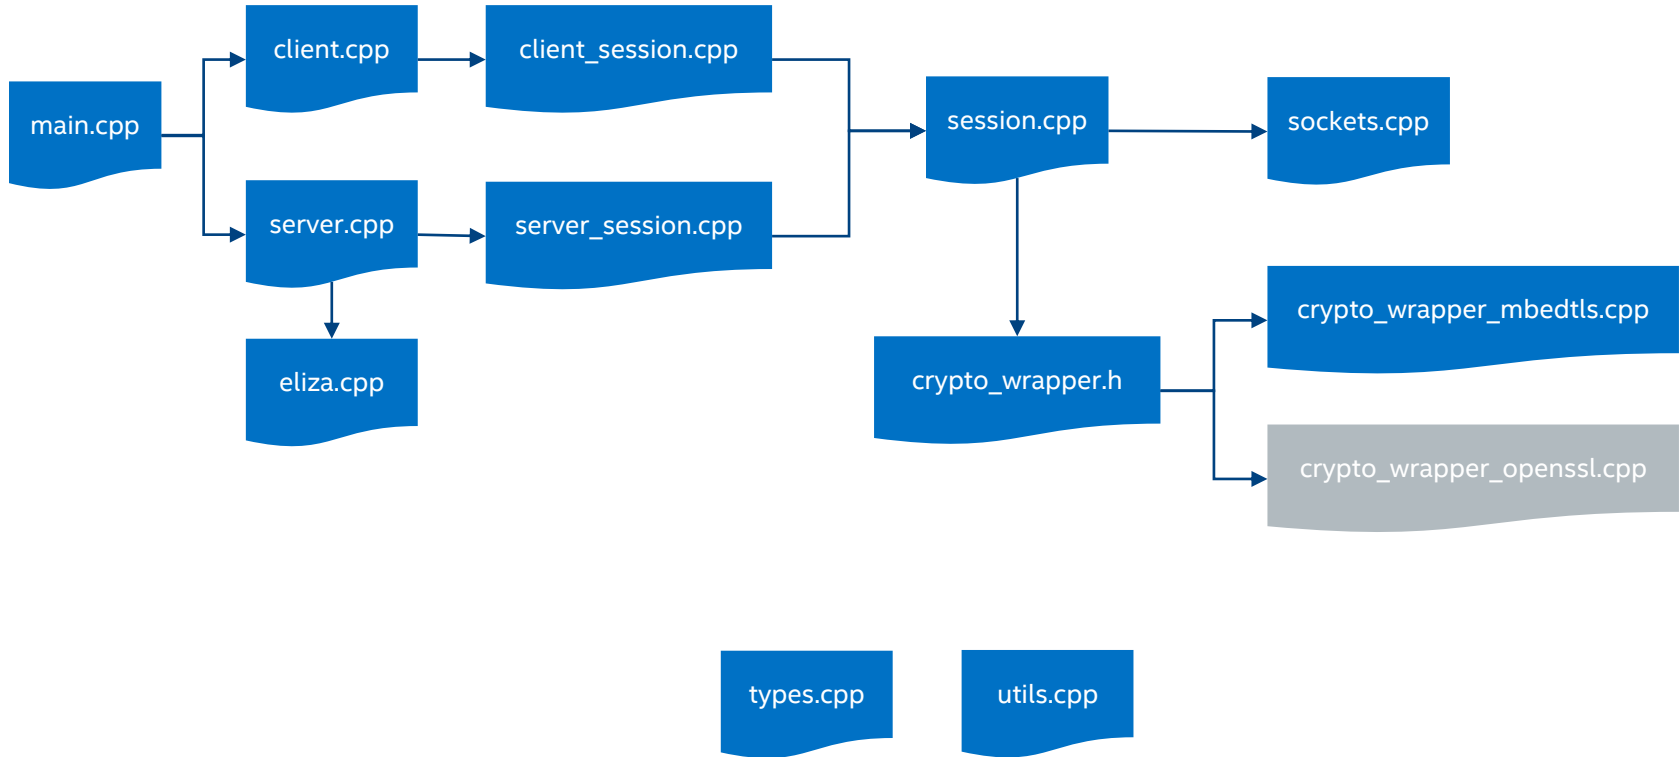 client.cpp
client_session.cpp
main.cpp
session.cpp
sockets.cpp
server.cpp
server_session.cpp
crypto_wrapper_mbedtls.cpp
eliza.cpp
crypto_wrapper.h
crypto_wrapper_openssl.cpp
types.cpp
utils.cpp